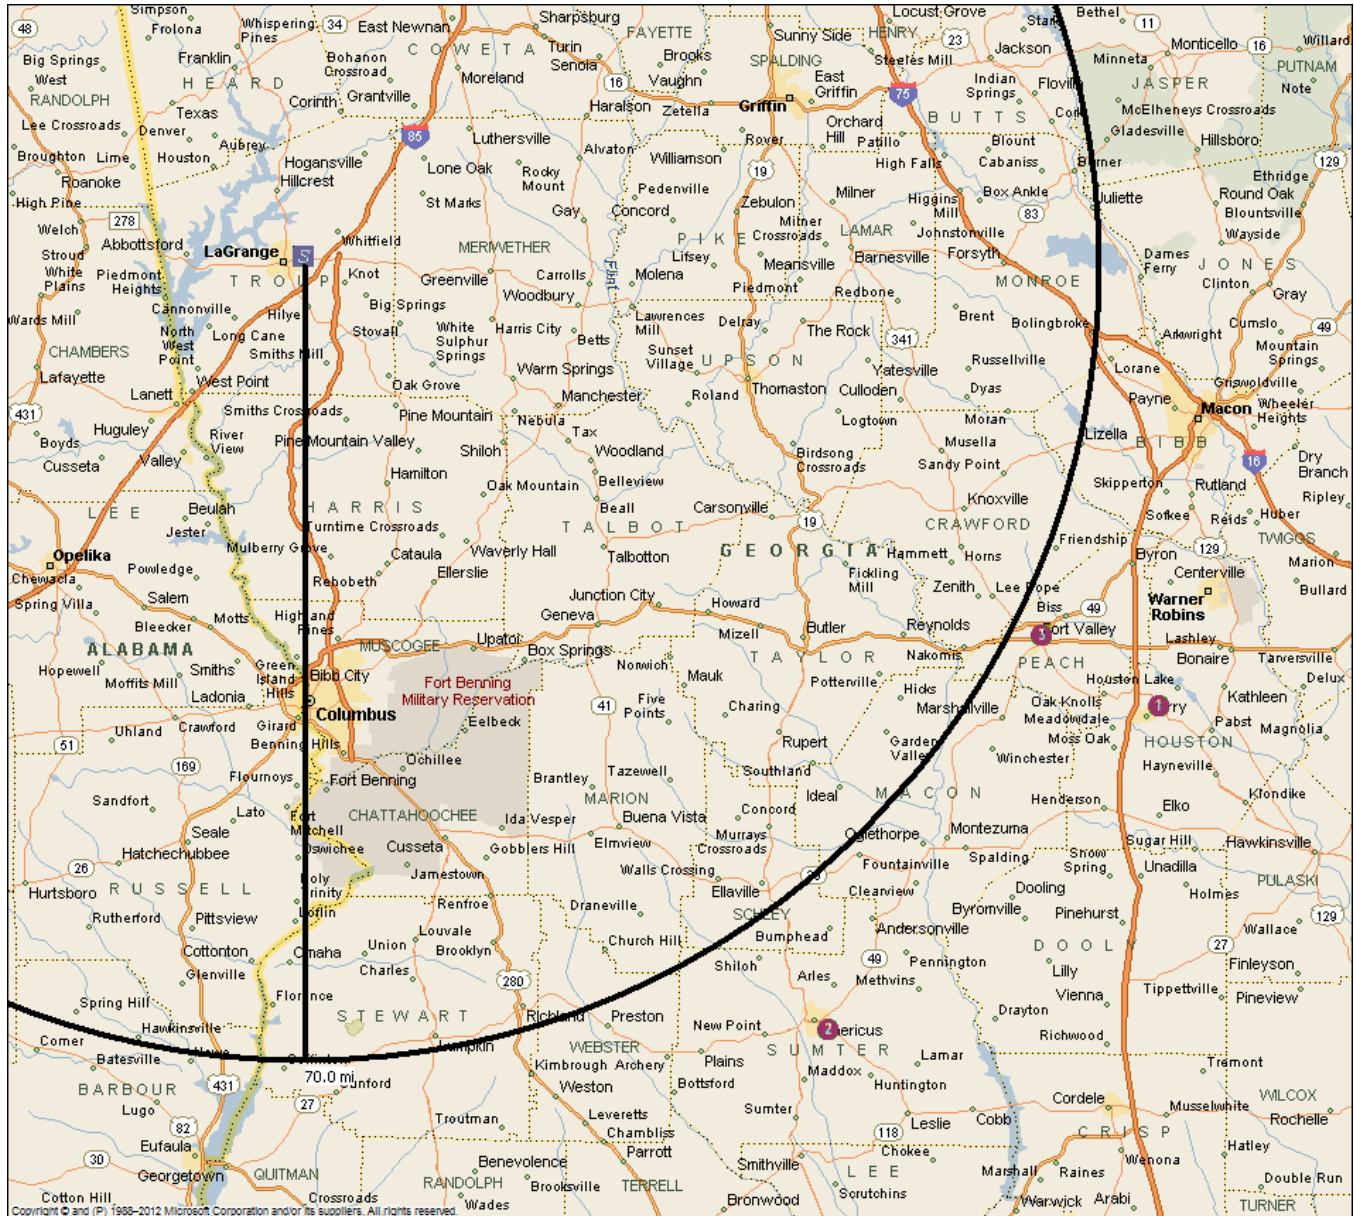 Simpson
Frolona
Whispering
Pines
34
East Newnan
Sharpsburg
FAYETTE
Sunny Side
HENRY
Locust Grove
Bethel
11
48
Franklin
COWETA
Turin
Senoia
Brooks
Vaughn
SPALDING
Steeles Mill
23
Jackson
Monticello
16
Willard
Big Springs
West
RANDOLPH
HEARD
Bohanon
Crossroad
Moreland
16
East
Griffin
Griffin
75
Indian
Springs
Minneta
JASPER
PUTNAM
Note
Texas
Corinth
Grantville
Haralson
Zetella
BUTTS
McElheneys Crossroads
Lee Crossroads
Denver
Aubrey
85
Luthersville
Alvaton
Rover
Orchard
Hill
Patillo
Blount
Gladesville
Hillsboro
Broughton
Lime
Houston
Hogansville
Hillcrest
Lone Oak
Rocky
Mount
Williamson
19
High Falls
Cabaniss
129
Roanoke
St Marks
Pedenville
Milner
Box Ankle
Juliette
Ethridge
Round Oak
High Pine
278
Gay
Concord
Zebulon
Higgins
Mill
83
Blountsville
Welch
Abbottsford
LaGrange
S
Whitfield
MERIWETHER
PIKE
Milner
Crossroads
LAMAR
Johnstonville
Wayside
Stroud
White
Plains
Piedmont
Heights
TROUP
Knot
Greenville
Carrolls
Flint
Lifsey
Molena
Mearisville
Barnesville
Forsyth
Dames
Ferry
JONES
Cannonville
Hilye
Big Springs
Woodbury
Piedmont
Redbone
MONROE
Clinton
Gray
Wards Mill
North
West
Point
Long Cane
Stovall
White
Sulphur
Springs
Harris City
Lawrences
Mill
Delray
The Rock
Brent
Bolingbroke
Arkwright
Cumslo
49
CHAMBERS
Smiths Mill
Betts
Sunset
Village
UPSON
341
Russellville
Mountain
Springs
Lafayette
West Point
Oak Grove
Warm Springs
Thomaston
Yatesville
Lorane
Griswoldville
Lanett
431
Smiths Crossroads
Pine Mountain
Manchester
Roland
Culloden
Dyas
Payne
Macon
Wheeler
Heights
Huguley
River
View
Pine Mountain Valley
Nebula
Tax
Logtown
Moran
Lizella
BIBB
Boyds
Cusseta
Valley
Shiloh
Woodland
Birdsong
Crossroads
Musella
16
Dry
Branch
Hamilton
Belleview
Sandy Point
Skipperton
Rutland
Ripley
LEE
Beulah
HARRIS
Oak Mountain
Beall
Carsonville
Knoxville
Jester
Turntime Crossroads
TALBOT
19
CRAWFORD
Sofkee
Reids
Huber
Opelika
Mulberry Grove
Cataula
Waverly Hall
Talbotton
GEORGIA
Hammett
Horns
Friendship
Byron
129
TWIGGS
Chewacla
Powledge
Rehobeth
Ellerslie
Fickling
Mill
Zenith
Lee Pope
Centerville
Marion
Spring Villa
Salem
Junction City
Howard
Biss
49
Warner
Robins
Bullard
Bleecker
Motts
Highland
Pines
Geneva
Mizell
Butler
Reynolds
3
Fort Valley
Lashley
ALABAMA
MUSCOGEE
Upatoi
Box Springs
TAYLOR
Nakomis
PEACH
Bonaire
Tarversville
Hopewell
Moffits Mill
Smiths
Green
Island
Hills
Bibb City
Fort Benning
Military Reservation
Norwich
Mauk
Potterville
Hicks
Houston Lake
Delux
Ladonia
Columbus
41
Five
Points
Charing
Marshallville
Oak Knolls
Meadowdale
1
Kathleen
Uhland
Crawford
Girard
Eelbeck
Moss Oak
Pabst
Magnolia
51
Benning Hills
Ochillee
Rupert
Garden
Valley
Winchester
HOUSTON
169
Flournoys
Fort Benning
Brantley
Tazewell
Southland
Hayneville
Sandfort
Lato
Fort
Mitchell
CHATTAHOOCHEE
MARION
Ideal
MACON
Henderson
Elko
Klondike
Seale
Ida Vesper
Buena Vista
Concord
Murrays
Crossroads
Oglethorpe
Montezuma
Sugar Hill
Hawkinsville
Hatchechubbee
Oswichee
Cusseta
Gobblers Hill
Elmview
Spalding
Snow
Spring
Unadilla
26
Hurtsboro
RUSSELL
Holy
Trinity
Jamestown
Walls Crossing
Ellaville
Fountainville
Clearview
Dooling
Holmes
PULASKI
Rutherford
Pittsview
Loflin
Renfroe
Draneville
SCHLEY
Byromville
Pinehurst
129
Louvale
Bumphead
Andersonville
DOOLY
Wallace
Cottonton
Omaha
Union
Brooklyn
Church Hill
Shiloh
49
Pennington
27
Glenville
Charles
280
Arles
Methvins
Lilly
Finleyson
Spring Hill
Florence
STEWART
Richland
Preston
New Point
2
Americus
Drayton
Vienna
Tippettville
Pineview
Hawkinsville
Comer
Batesville
Lumpkin
WEBSTER
Plains
SUMTER
Richwood
BARBOUR
431
70.0 mi
Sanford
Kimbrough
Archery
Weston
Bottsford
Maddox
Lamar
Huntington
Tremont
Lugo
27
Troutman
Leveretts
Sumter
Leslie
Cobb
Cordele
Musselwhite
WILCOX
Rochelle
82
Eufaula
Chambliss
118
CRISP
30
Georgetown
QUITMAN
Benevolence
Parrott
Smithville
Chokee
Marshall
Raines
Wenona
Hatley
Cotton Hill
Crossroads
RANDOLPH
Brooksville
TERRELL
LEE
Scrutchins
Double Run
Wades
Bronwood
Warwick
Arabi
TURNER
Copyright © and (P) 1988–2012 Microsoft Corporation and/or its suppliers. All rights reserved.